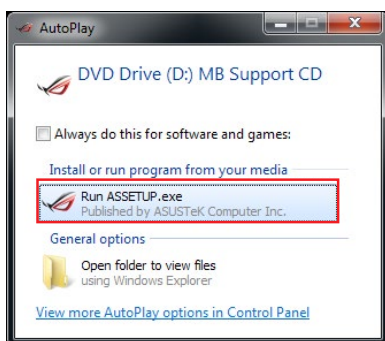 AutoPlay
DVD Drive (D:) MB Support CD
Always do this for software and games:
Install or run program from your media
Run ASSETUP.exe
Published by ASUSTeK Computer Inc.
General options
Open folder to view files
using Windows Explorer
View more AutoPlay options in Control Panel